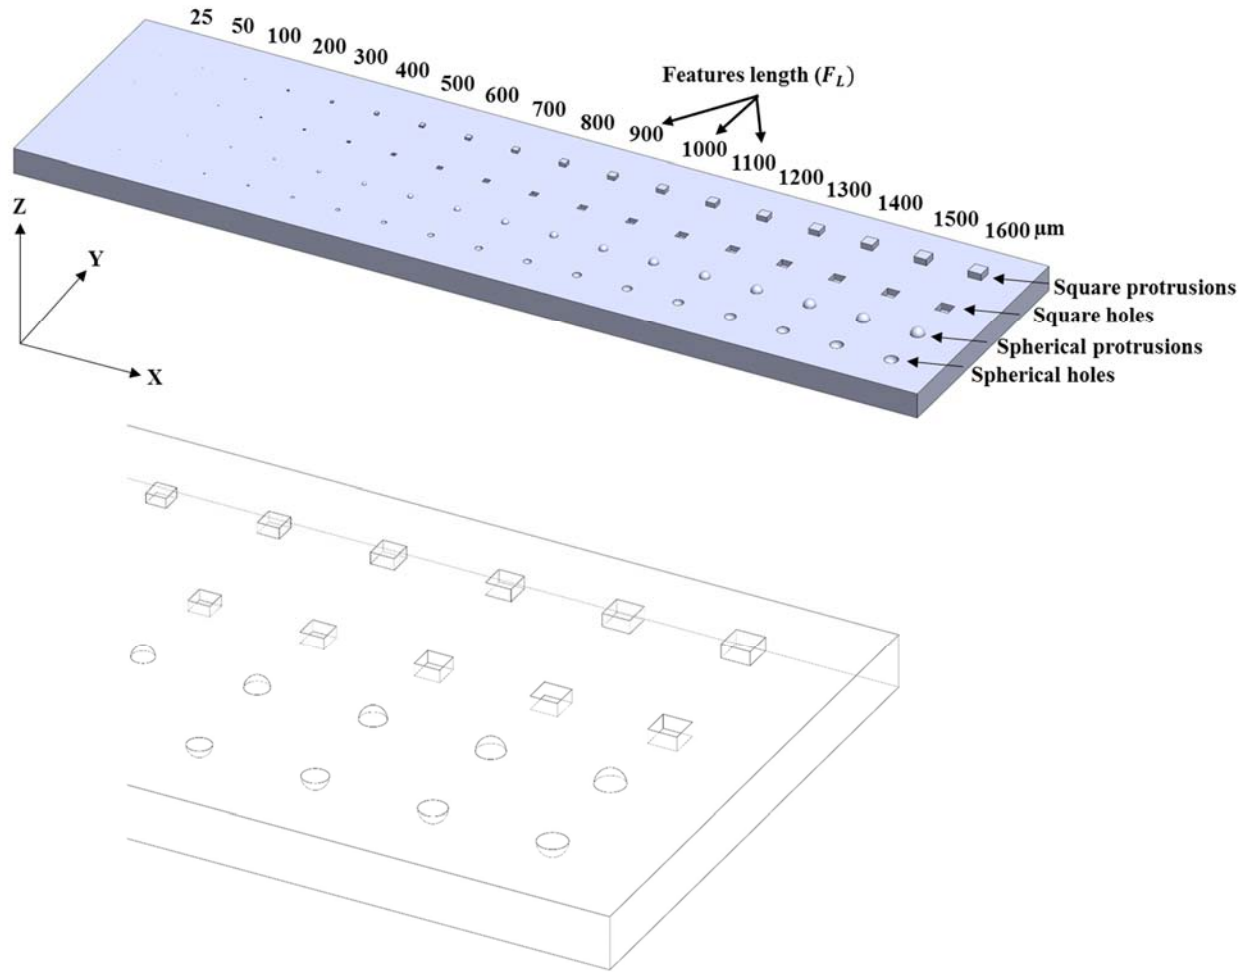 25
50
100
200
300
400
500
600
700
800
900
1000
1100
1200
1300
1400
1500
1600 µm
Features length (F_L)
Z
Y
X
Square protrusions
Square holes
Spherical protrusions
Spherical holes